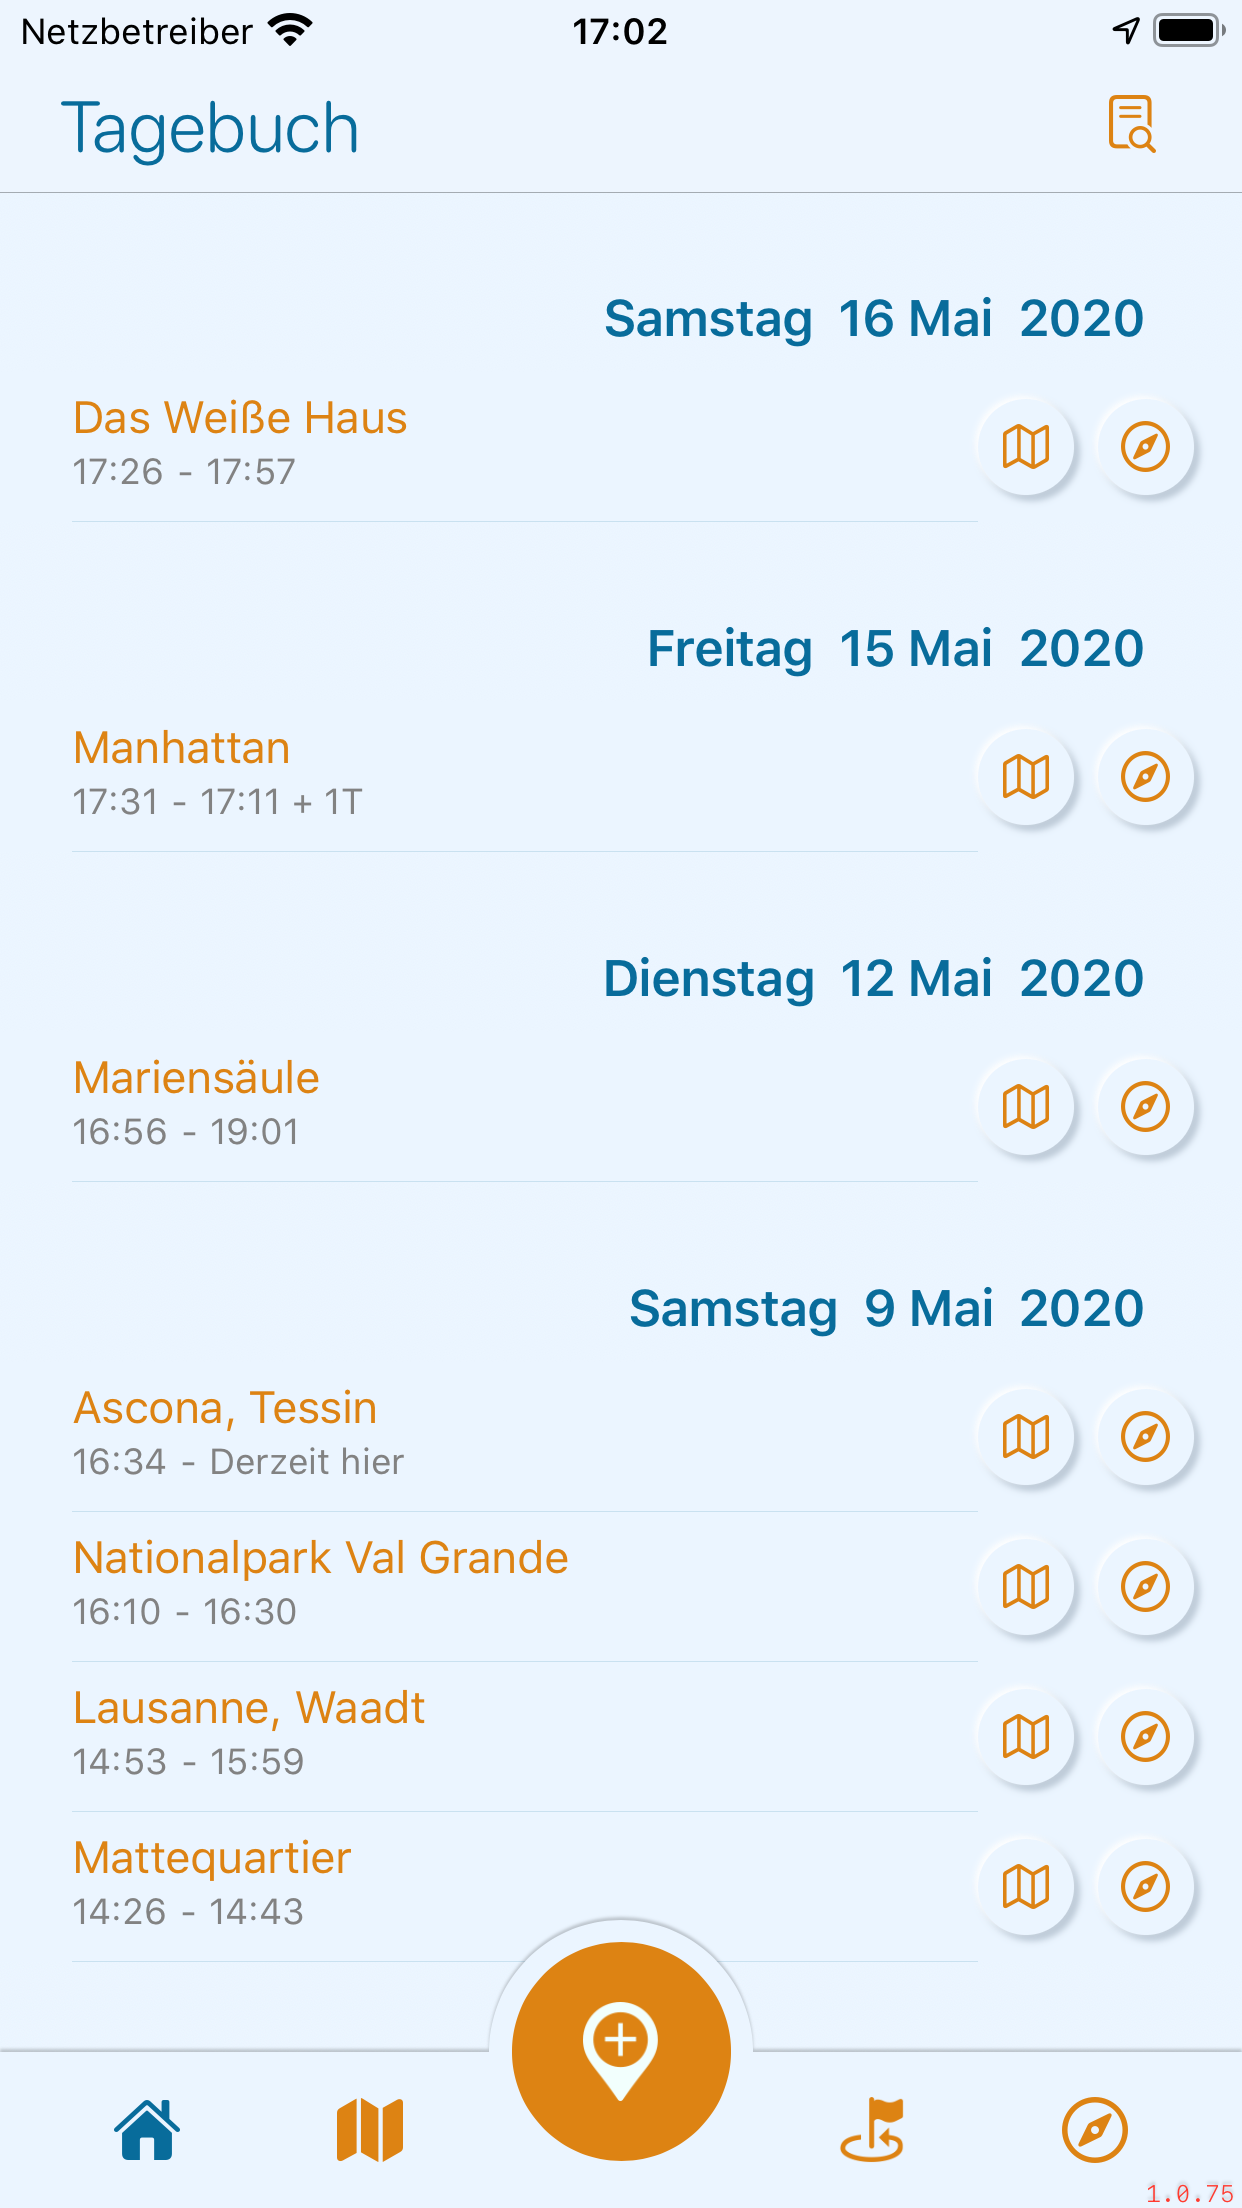 Netzbetreiber 17:02
Tagebuch
Samstag 16 Mai 2020
Das Weiße Haus
17:26 - 17:57
Freitag 15 Mai 2020
Manhattan
17:31 - 17:11 + 1T
Dienstag 12 Mai 2020
Mariensäule
16:56 - 19:01
Samstag 9 Mai 2020
Ascona, Tessin
16:34 - Derzeit hier
Nationalpark Val Grande
16:10 - 16:30
Lausanne, Waadt
14:53 - 15:59
Mattequartier
14:26 - 14:43
1.0.75